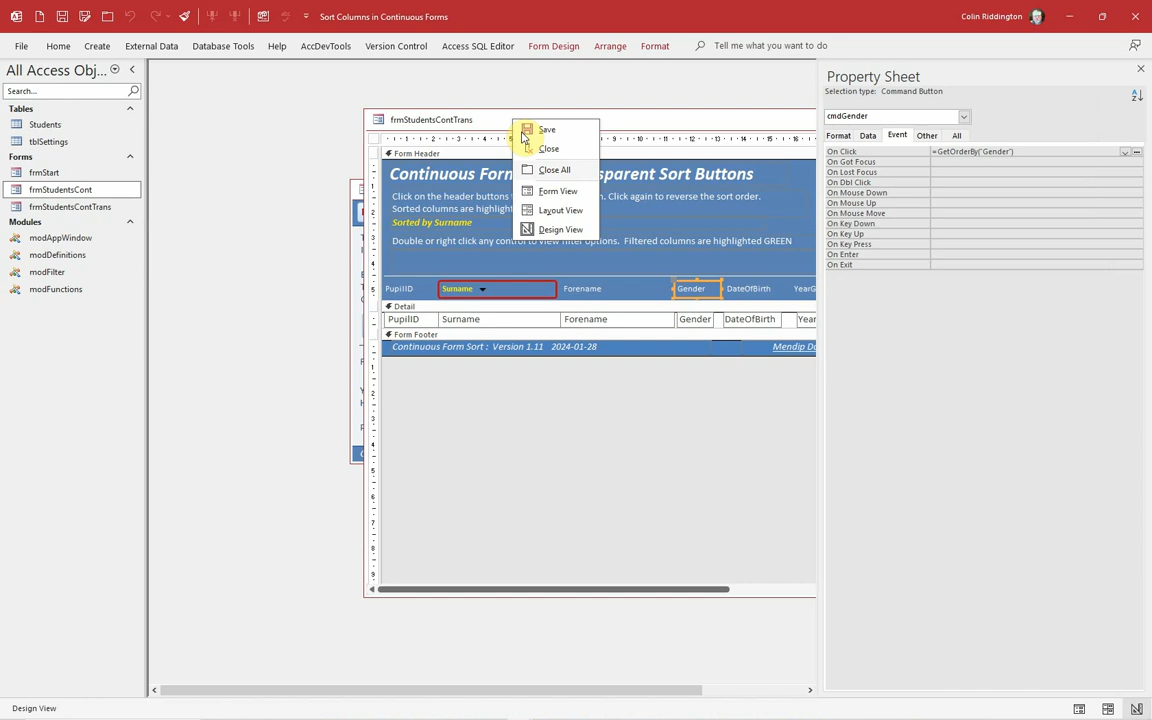 Sort Columns in Continuous Forms
Colin Riddington
File Home Create External Data Database Tools Help AccDevTools Version Control Access SQL Editor Form Design Arrange Format Tell me what you want to do
All Access Obj...
Search...
Tables
Students
tblSettings
Forms
frmStart
frmStudentsCont
frmStudentsContTrans
Modules
modAppWindow
modDefinitions
modFilter
modFunctions
frmStudentsContTrans
Save
Close
Close All
Form View
Layout View
Design View
Form Header
Continuous Form
nsparent Sort Buttons
Click on the header buttons
n. Click again to reverse the sort order.
Sorted columns are highligh
Sorted by Surname
Double or right click any control to view filter options. Filtered columns are highlighted GREEN
PupilID Surname Forename Gender DateOfBirth YearG
Detail
PupilID Surname Forename Gender DateOfBirth Year
Form Footer
Continuous Form Sort : Version 1.11 2024-01-28 Mendip Da
Property Sheet
Selection type: Command Button
cmdGender
Format Data Event Other All
On Click =GetOrderBy("Gender")
On Got Focus
On Lost Focus
On Dbl Click
On Mouse Down
On Mouse Up
On Mouse Move
On Key Down
On Key Up
On Key Press
On Enter
On Exit
Design View